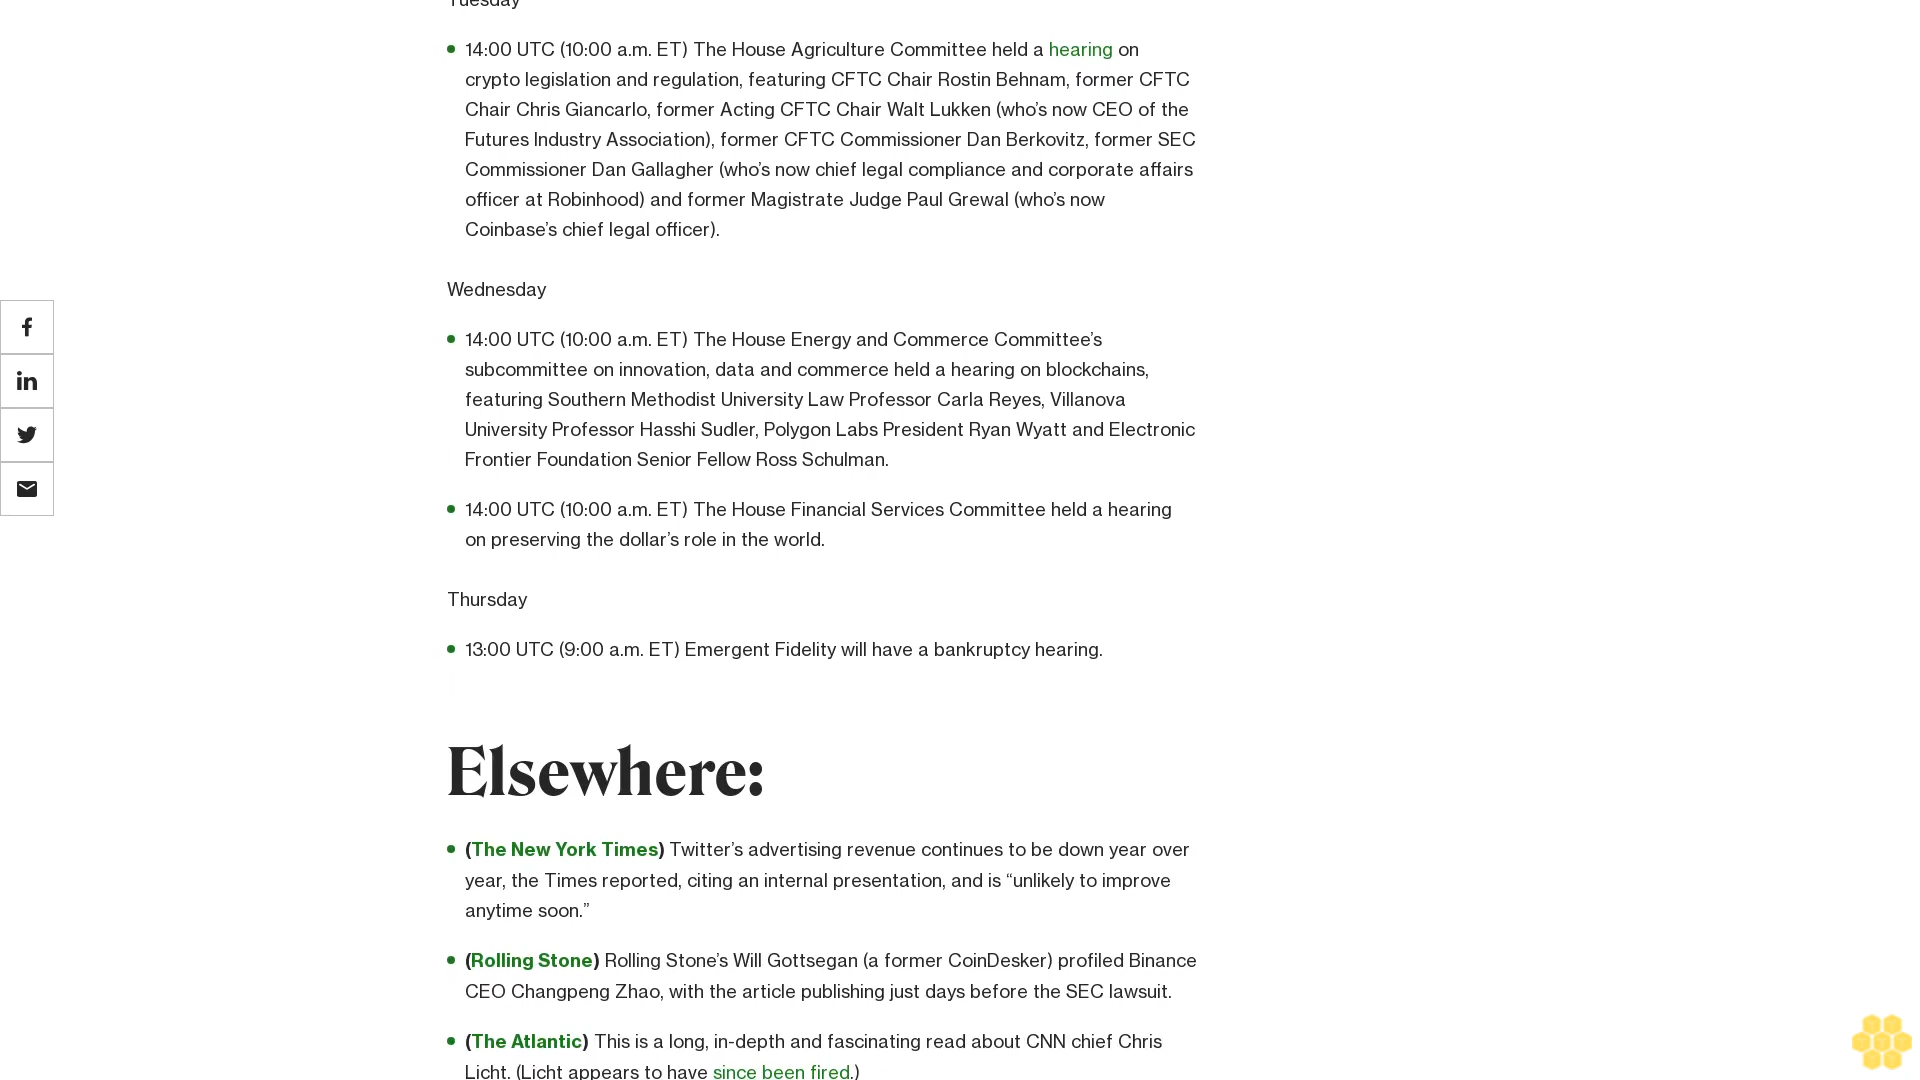 Tuesday
14:00 UTC (10:00 a.m. ET) The House Agriculture Committee held a hearing on
crypto legislation and regulation, featuring CFTC Chair Rostin Behnam, former CFTC
Chair Chris Giancarlo, former Acting CFTC Chair Walt Lukken (who’s now CEO of the
Futures Industry Association), former CFTC Commissioner Dan Berkovitz, former SEC
Commissioner Dan Gallagher (who’s now chief legal compliance and corporate affairs
officer at Robinhood) and former Magistrate Judge Paul Grewal (who’s now
Coinbase’s chief legal officer).
Wednesday
14:00 UTC (10:00 a.m. ET) The House Energy and Commerce Committee’s
subcommittee on innovation, data and commerce held a hearing on blockchains,
featuring Southern Methodist University Law Professor Carla Reyes, Villanova
University Professor Hasshi Sudler, Polygon Labs President Ryan Wyatt and Electronic
Frontier Foundation Senior Fellow Ross Schulman.
14:00 UTC (10:00 a.m. ET) The House Financial Services Committee held a hearing
on preserving the dollar’s role in the world.
Thursday
13:00 UTC (9:00 a.m. ET) Emergent Fidelity will have a bankruptcy hearing.
Elsewhere:
(The New York Times) Twitter’s advertising revenue continues to be down year over
year, the Times reported, citing an internal presentation, and is “unlikely to improve
anytime soon.”
(Rolling Stone) Rolling Stone’s Will Gottsegan (a former CoinDesker) profiled Binance
CEO Changpeng Zhao, with the article publishing just days before the SEC lawsuit.
(The Atlantic) This is a long, in-depth and fascinating read about CNN chief Chris
Licht. (Licht appears to have since been fired.)